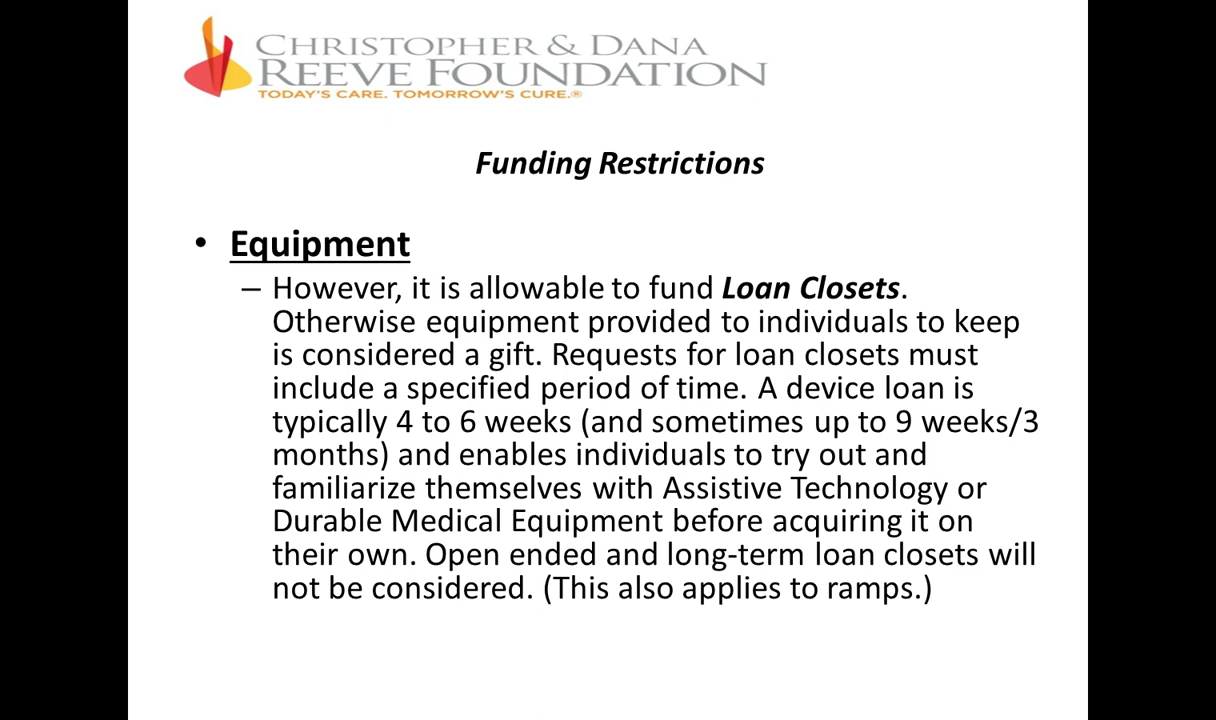 CHRISTOPHER & DANA
REEVE FOUNDATION
TODAY'S CARE. TOMORROW'S CURE.®
Funding Restrictions
• Equipment
– However, it is allowable to fund Loan Closets.
Otherwise equipment provided to individuals to keep
is considered a gift. Requests for loan closets must
include a specified period of time. A device loan is
typically 4 to 6 weeks (and sometimes up to 9 weeks/3
months) and enables individuals to try out and
familiarize themselves with Assistive Technology or
Durable Medical Equipment before acquiring it on
their own. Open ended and long-term loan closets will
not be considered. (This also applies to ramps.)